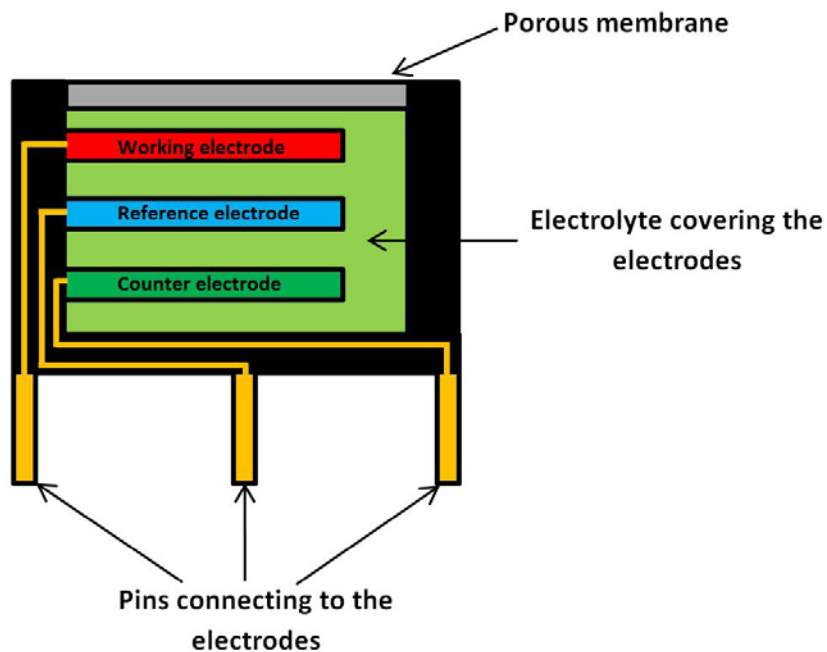 Porous membrane
Working electrode
Reference electrode
Electrolyte covering the
electrodes
Counter electrode
Pins connecting to the
electrodes